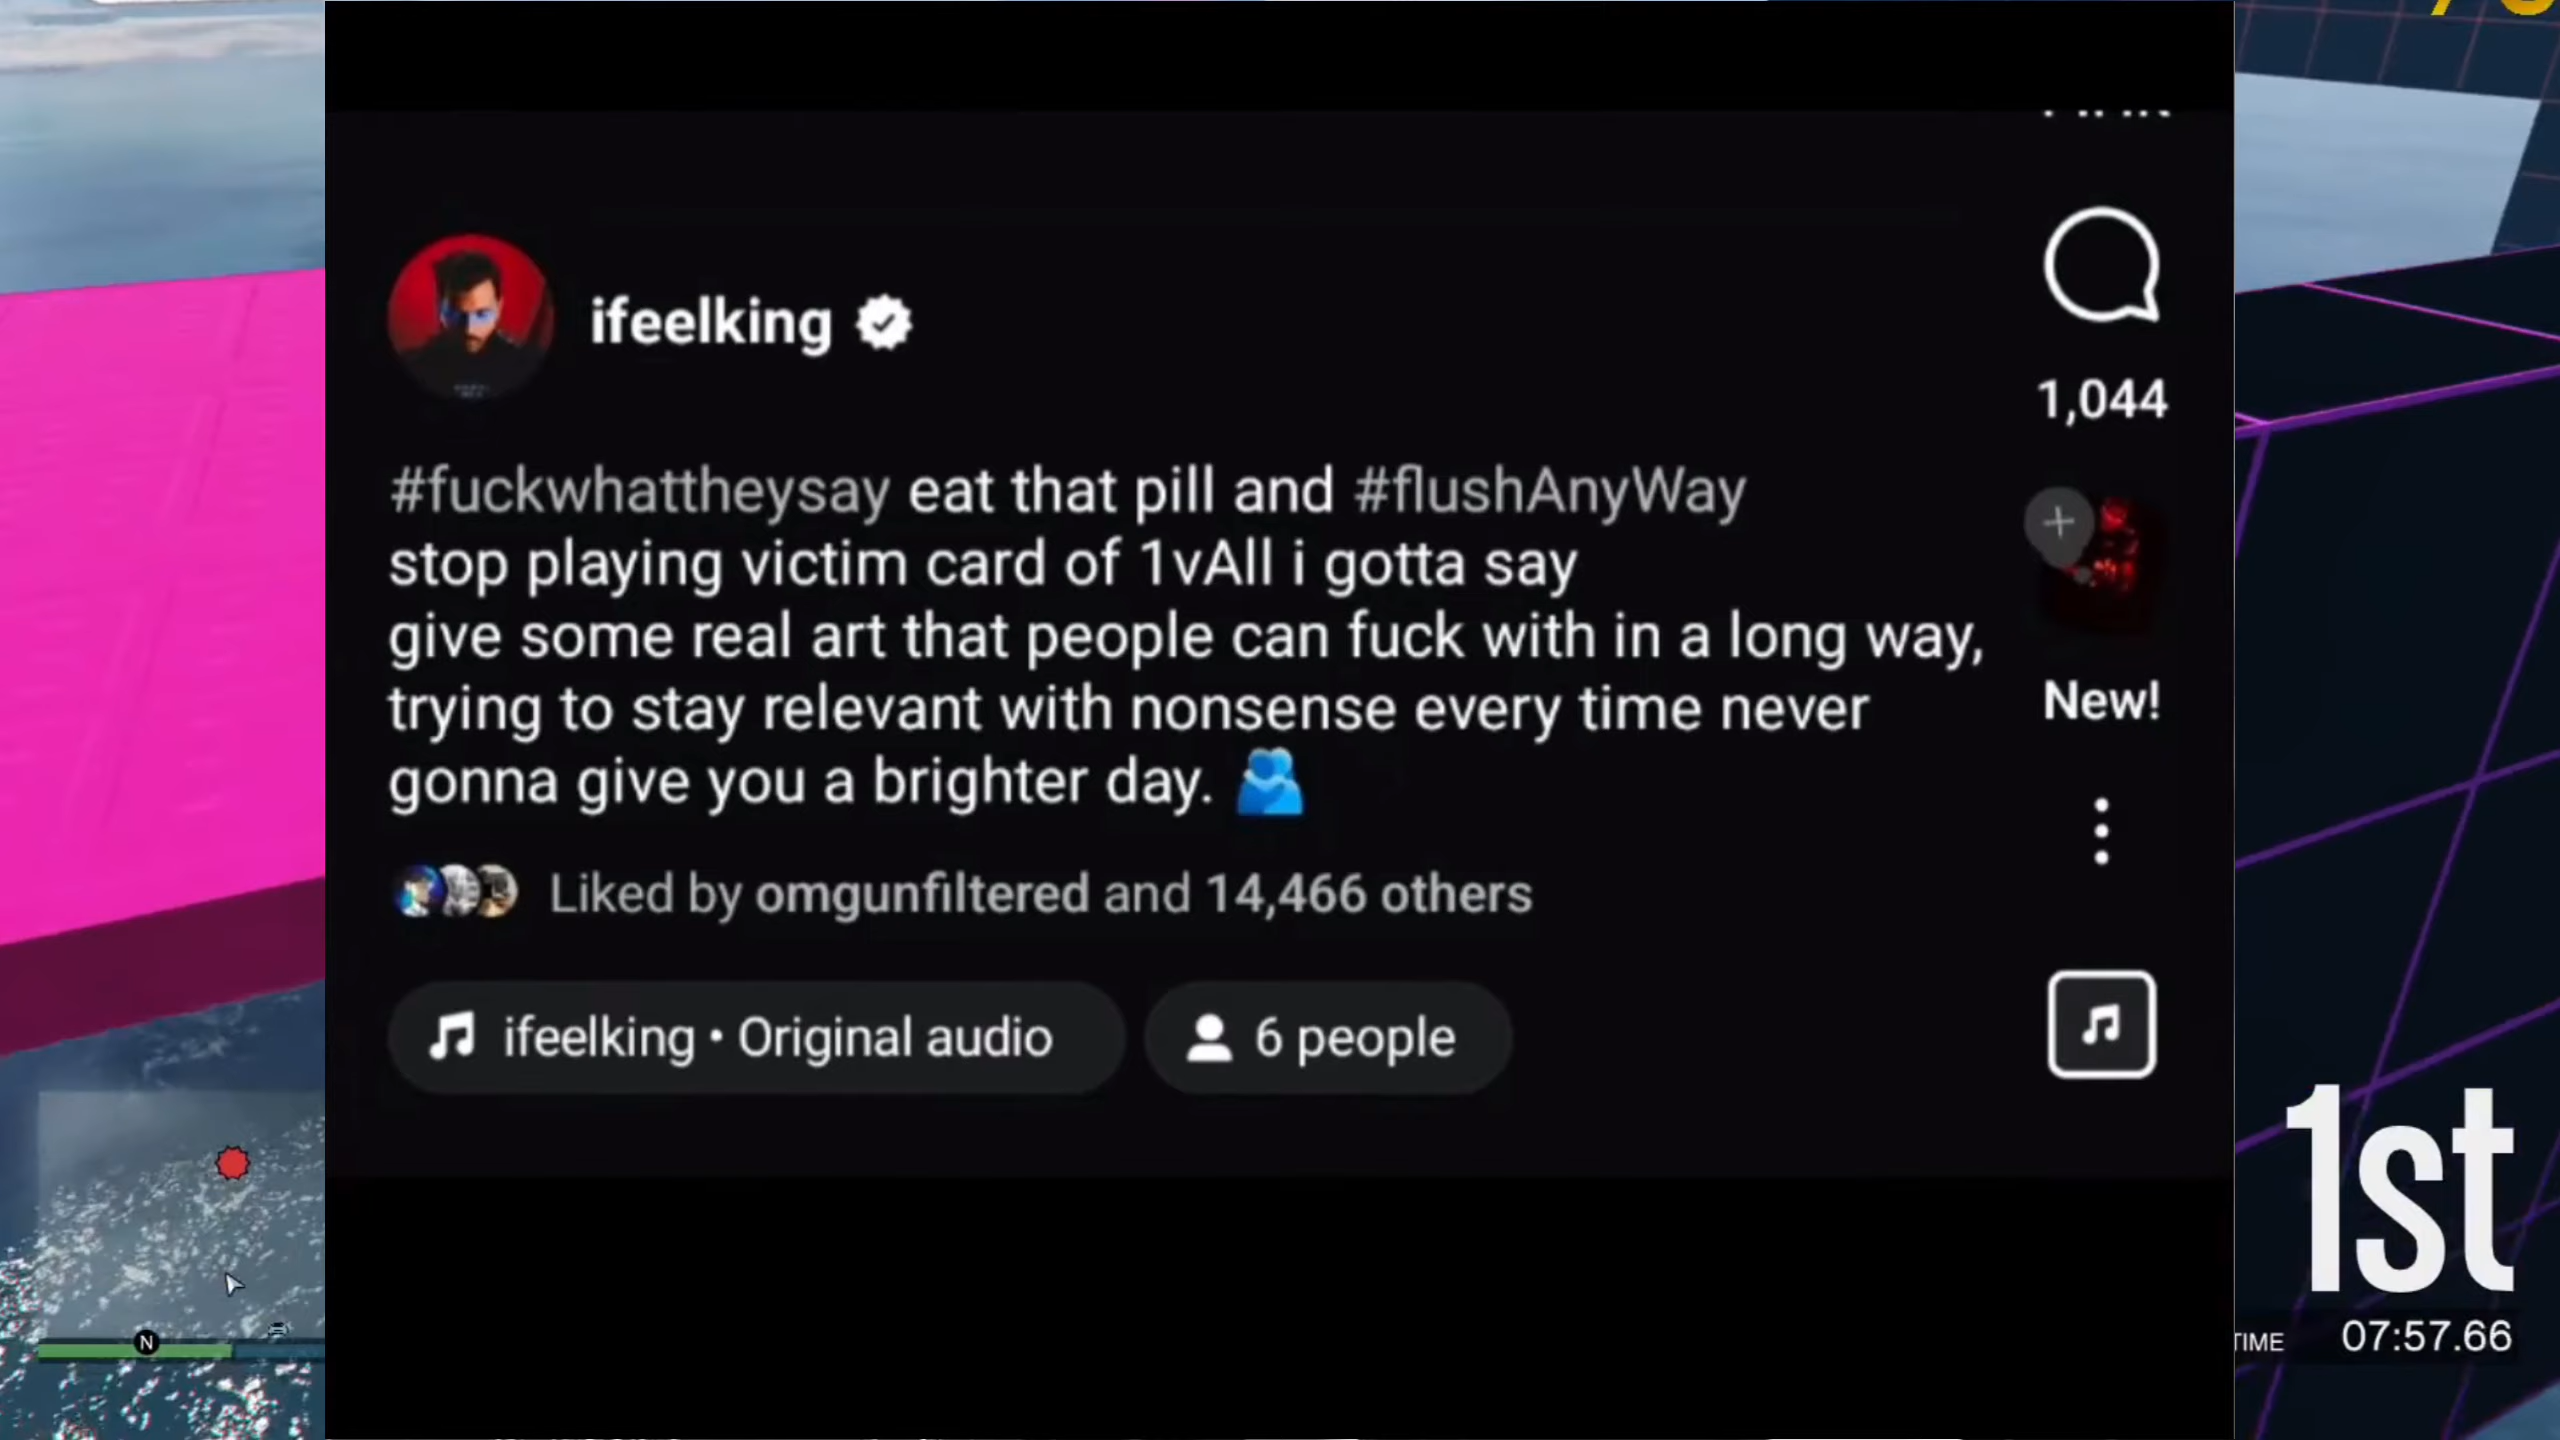 ifeelking
1,044
#fuckwhattheysay eat that pill and #flushAnyWay
stop playing victim card of 1vAll i gotta say
give some real art that people can fuck with in a long way,
trying to stay relevant with nonsense every time never
gonna give you a brighter day. 🫂
New!
Liked by omgunfiltered and 14,466 others
ifeelking • Original audio
6 people
1st
TIME 07:57.66
N